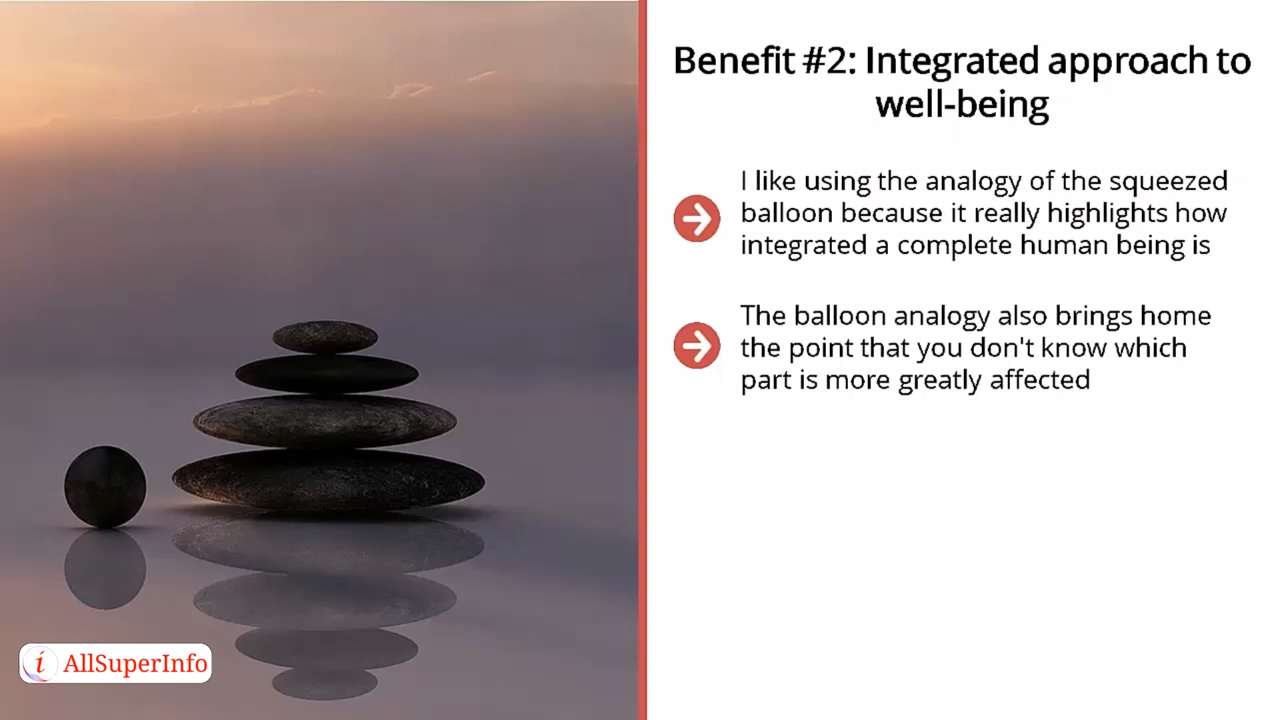 Benefit #2: Integrated approach to
well-being
I like using the analogy of the squeezed
balloon because it really highlights how
integrated a complete human being is
The balloon analogy also brings home
the point that you don't know which
part is more greatly affected
i AllSuperInfo